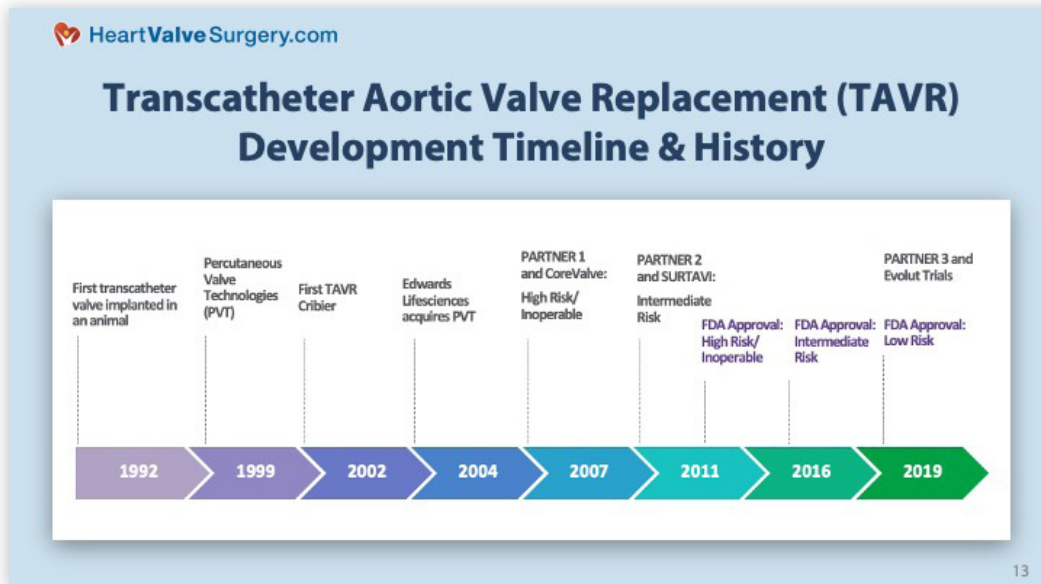 HeartValveSurgery.com
Transcatheter Aortic Valve Replacement (TAVR)
Development Timeline & History
First transcatheter
valve implanted in
an animal
Percutaneous
Valve
Technologies
(PVT)
First TAVR
Cribier
Edwards
Lifesciences
acquires PVT
PARTNER 1
and CoreValve:
High Risk/
Inoperable
PARTNER 2
and SURTAVI:
Intermediate
Risk
FDA Approval:
High Risk/
Inoperable
FDA Approval:
Intermediate
Risk
PARTNER 3 and
Evolut Trials
FDA Approval:
Low Risk
1992
1999
2002
2004
2007
2011
2016
2019
13